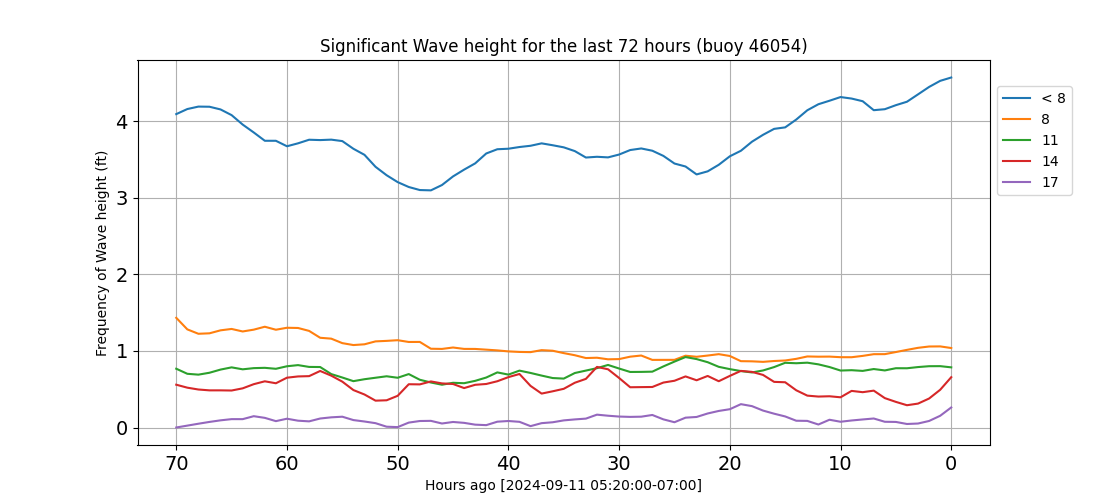 Significant Wave height for the last 72 hours (buoy 46054)
Frequency of Wave height (ft)
4
3
2
1
0
70 60 50 40 30 20 10 0
Hours ago [2024-09-11 05:20:00-07:00]
< 8
8
11
14
17